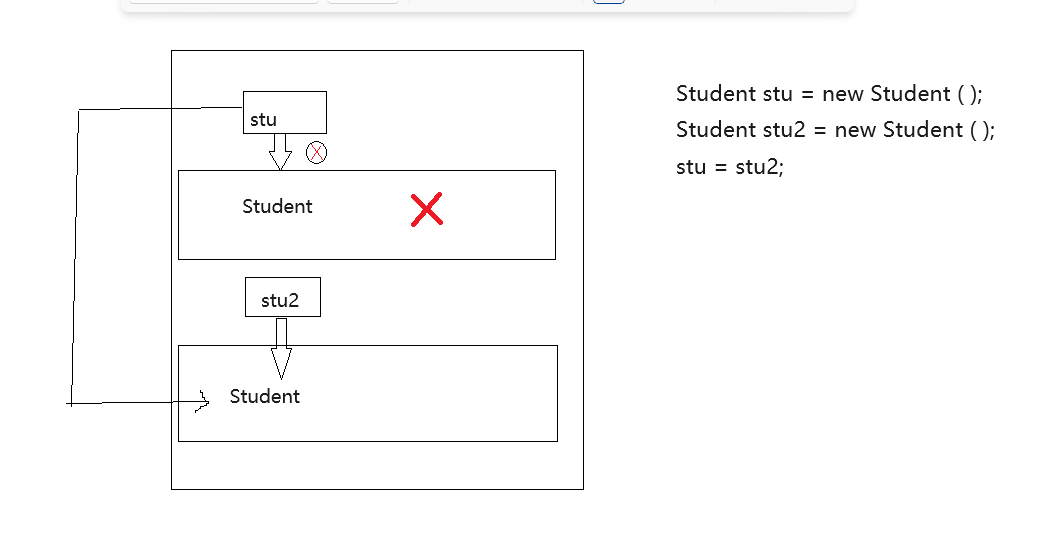 stu
Student
stu2
Student
Student stu = new Student ( );
Student stu2 = new Student ( );
stu = stu2;